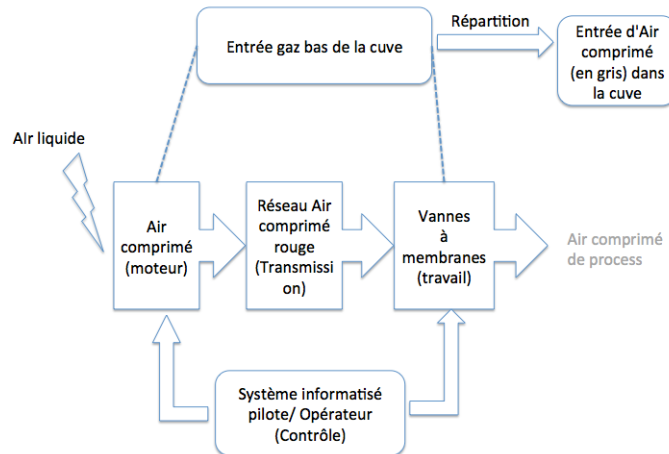 Répartition
Entrée gaz bas de la cuve
Entrée d'Air
comprimé
(en gris) dans
la cuve
AIr liquide
Air
comprimé
(moteur)
Réseau Air
comprimé
rouge
(Transmissi
on)
Vannes
à
membranes
(travail)
Air comprimé
de process
Système informatisé
pilote/ Opérateur
(Contrôle)